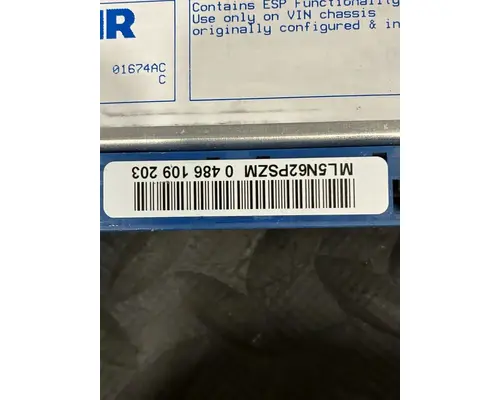 Contains ESP Functionality
Use only on VIN chassis
originally configured & in
01674AC
C
ML5N62PSZM 0 486 109 203